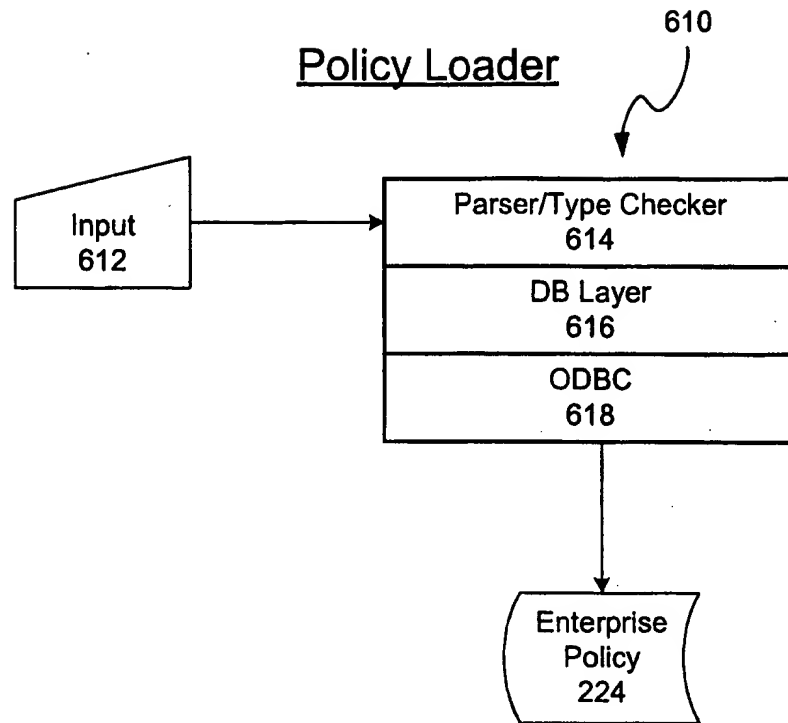 610
Policy Loader
Input
612
Parser/Type Checker
614
DB Layer
616
ODBC
618
Enterprise
Policy
224